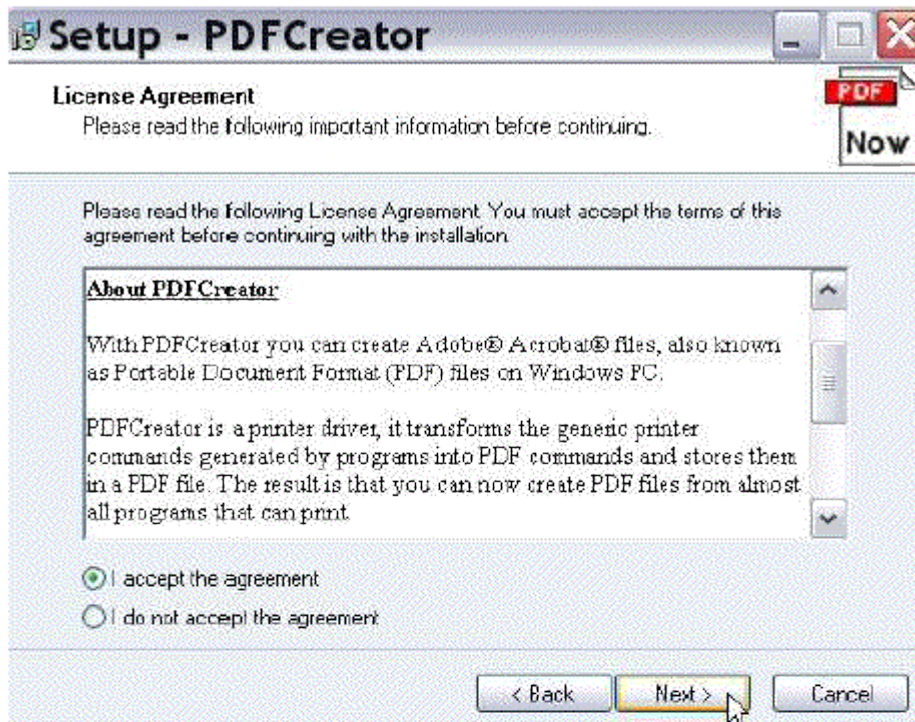 Setup - PDFCreator
License Agreement
Please read the following important information before continuing.
PDF
Now
Please read the following License Agreement. You must accept the terms of this
agreement before continuing with the installation.
About PDFCreator
With PDFCreator you can create Adobe® Acrobat® files, also known
as Portable Document Format (PDF) files on Windows PC.
PDFCreator is a printer driver, it transforms the generic printer
commands generated by programs into PDF commands and stores them
in a PDF file. The result is that you can now create PDF files from almost
all programs that can print.
I accept the agreement
I do not accept the agreement
< Back
Next >
Cancel